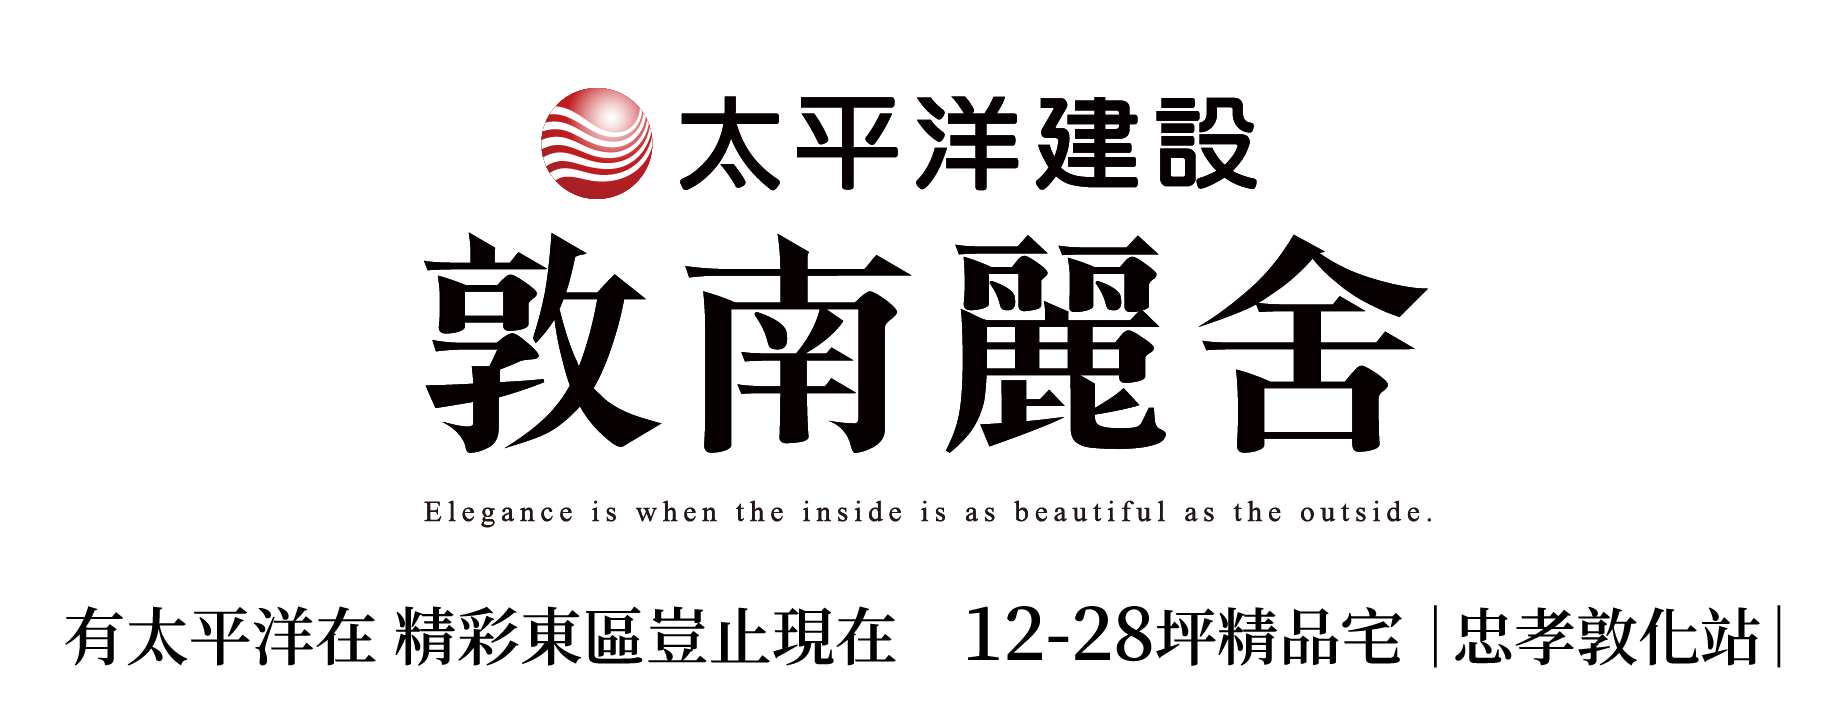 太平洋建設
敦南麗舍
Elegance is when the inside is as beautiful as the outside.
有太平洋在 精彩東區豈止現在 12-28坪精品宅｜忠孝敦化站｜